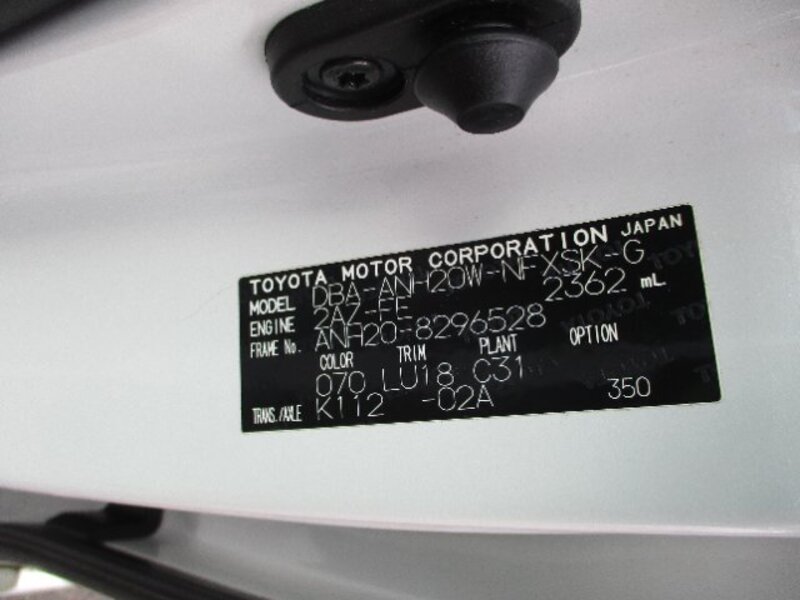 TOYOTA MOTOR CORPORATION JAPAN
MODEL DBA-ANH20W-NFXSK-G
ENGINE 2AZ-FE 2362 mL
FRAME No. ANH20-8296528
COLOR TRIM PLANT OPTION
070 LU18 C31
TRANS./AXLE K112 -02A 350